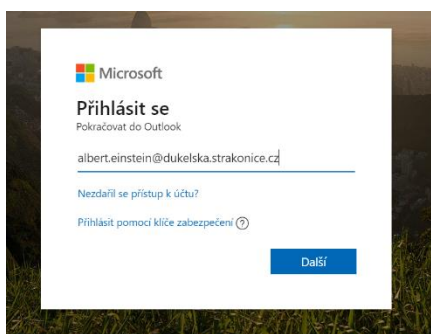 Microsoft
Přihlásit se
Pokračovat do Outlook
albert.einstein@dukelska.strakonice.cz
Nezdařil se přístup k účtu?
Přihlásit pomocí klíče zabezpečení ?
Další